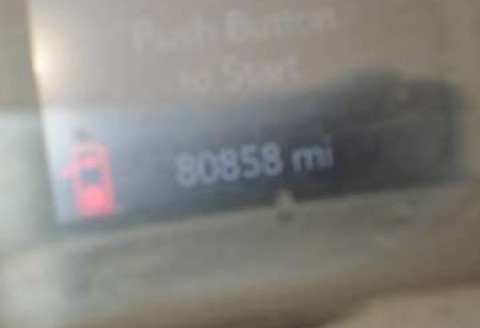 Push Button
to Start
80858 mi